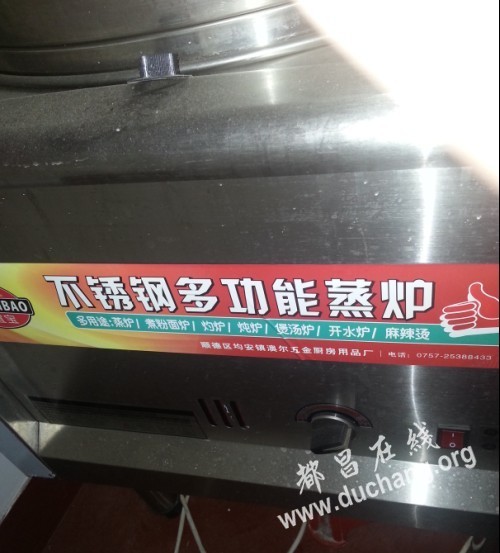 BAO
不锈钢多功能蒸炉
多用途:蒸炉/ 煮粉面炉/ 灼炉/ 炖炉/ 煲汤炉/ 开水炉/ 麻辣烫
顺德区均安镇澳尔五金厨房用品厂 | 电话: 0757-25388433
都昌在线
www.duchang.org